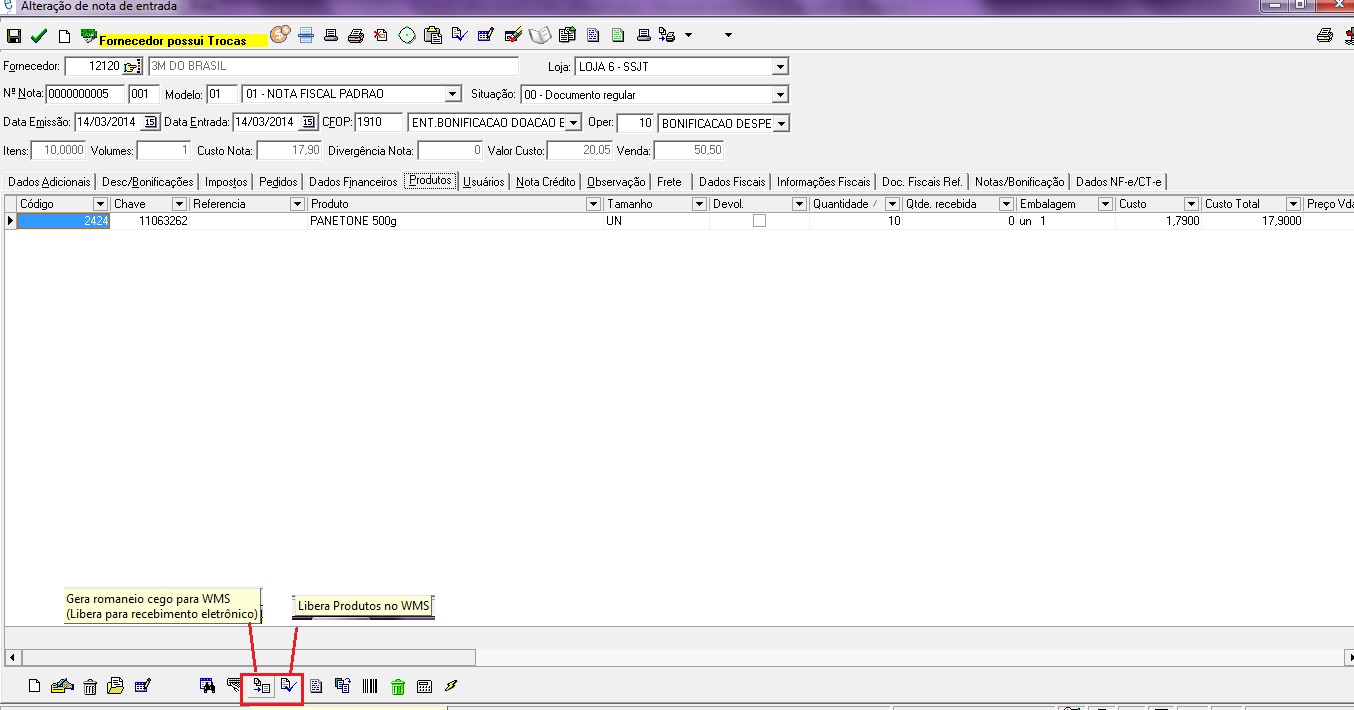 Alteração de nota de entrada
Fornecedor possui Trocas
Fornecedor: 12120 3M DO BRASIL Loja: LOJA 6 - SSJT
Nº Nota: 0000000005 001 Modelo: 01 01 - NOTA FISCAL PADRAO Situação: 00 - Documento regular
Data Emissão: 14/03/2014 15 Data Entrada: 14/03/2014 15 CFOP: 1910 ENT.BONIFICACAO DOACAO E Oper: 10 BONIFICACAO DESPE
Itens: 10,0000 Volumes: 1 Custo Nota: 17,90 Divergência Nota: 0 Valor Custo: 20,05 Venda: 50,50
Dados Adicionais Desc/Bonificações Impostos Pedidos Dados Financeiros Produtos Usuários Nota Crédito Observação Frete Dados Fiscais Informações Fiscais Doc. Fiscais Ref. Notas/Bonificação Dados NF-e/CT-e
Código Chave Referencia Produto Tamanho Devol. Quantidade Qtde. recebida Embalagem Custo Custo Total Preço Vda
2424 11063262 PANETONE 500g UN 10 0 un 1 1,7900 17,9000
Gera romaneio cego para WMS
(Libera para recebimento eletrônico)
Libera Produtos no WMS